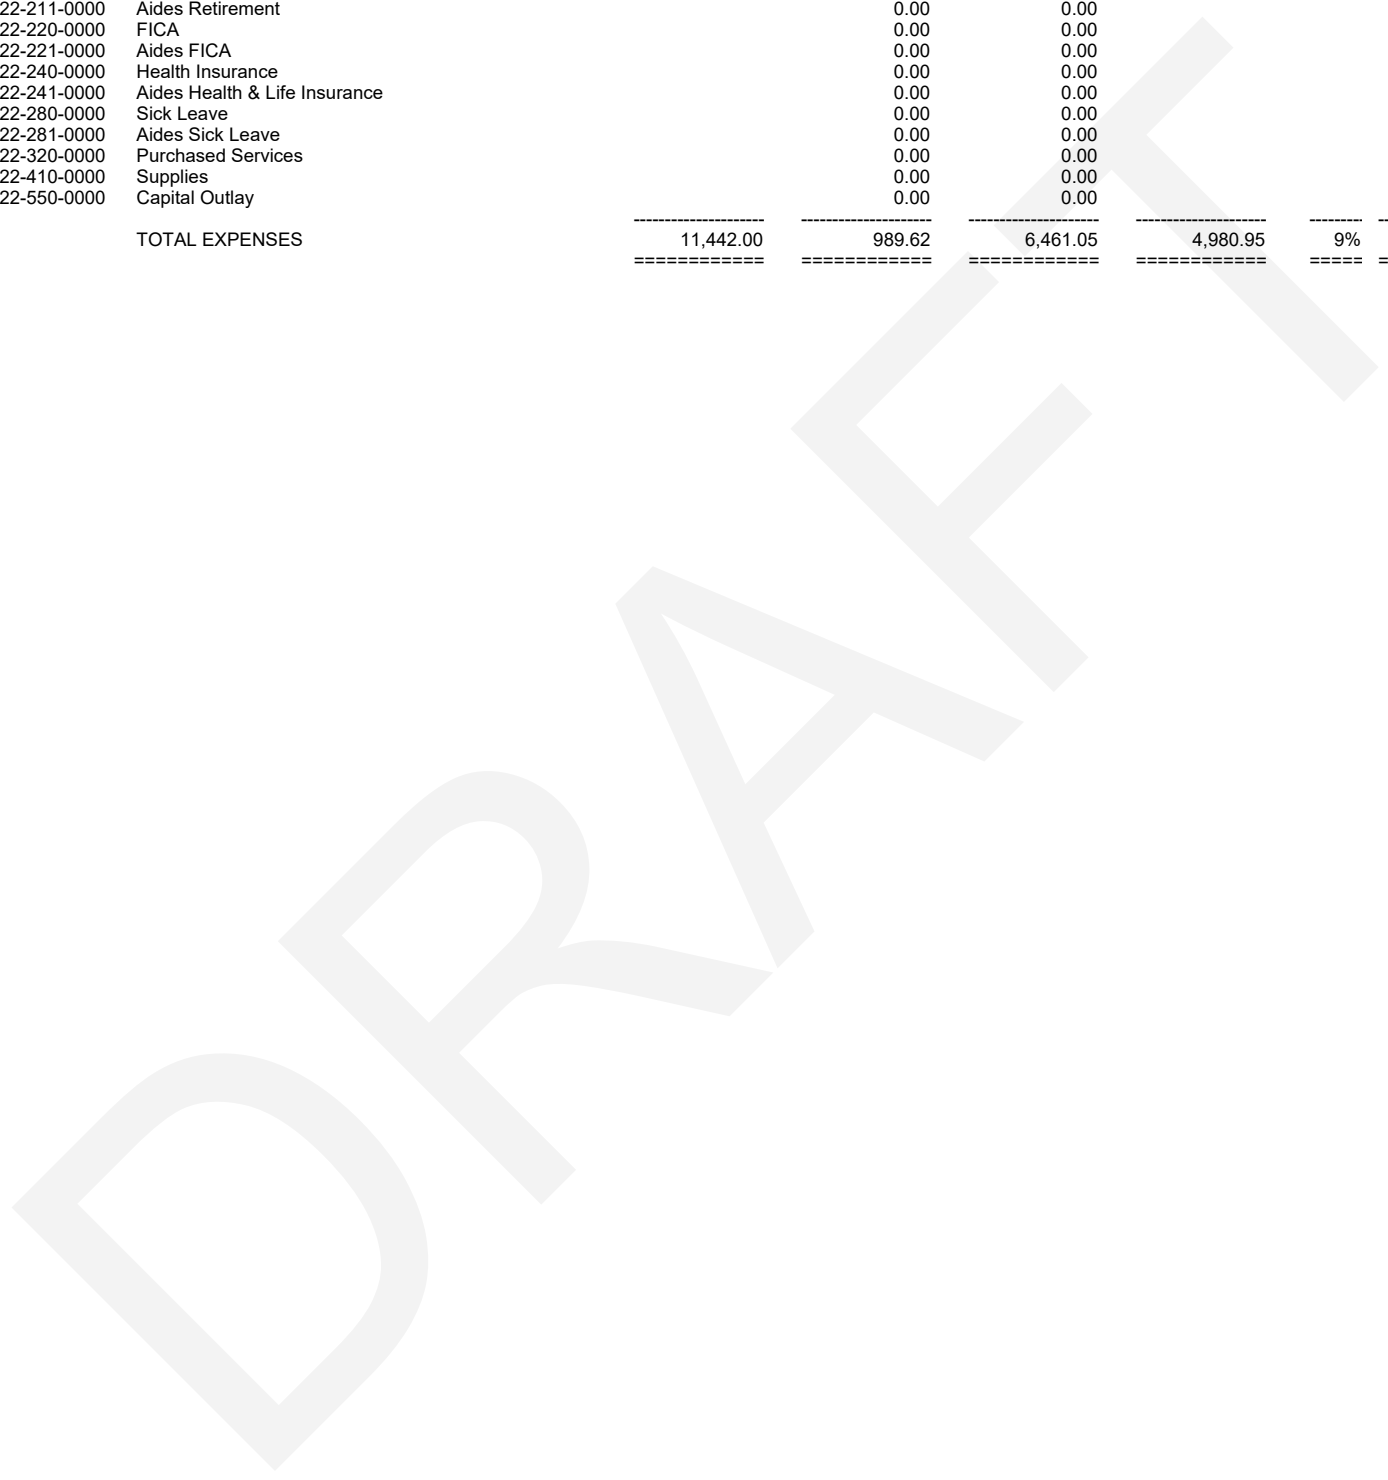 22-211-0000 Aides Retirement 0.00 0.00
22-220-0000 FICA 0.00 0.00
22-221-0000 Aides FICA 0.00 0.00
22-240-0000 Health Insurance 0.00 0.00
22-241-0000 Aides Health & Life Insurance 0.00 0.00
22-280-0000 Sick Leave 0.00 0.00
22-281-0000 Aides Sick Leave 0.00 0.00
22-320-0000 Purchased Services 0.00 0.00
22-410-0000 Supplies 0.00 0.00
22-550-0000 Capital Outlay 0.00 0.00
--------------------- --------------------- --------------------- --------------------- -------- --
TOTAL EXPENSES 11,442.00 989.62 6,461.05 4,980.95 9%
============ ============ ============ ============ ===== =
DRAFT